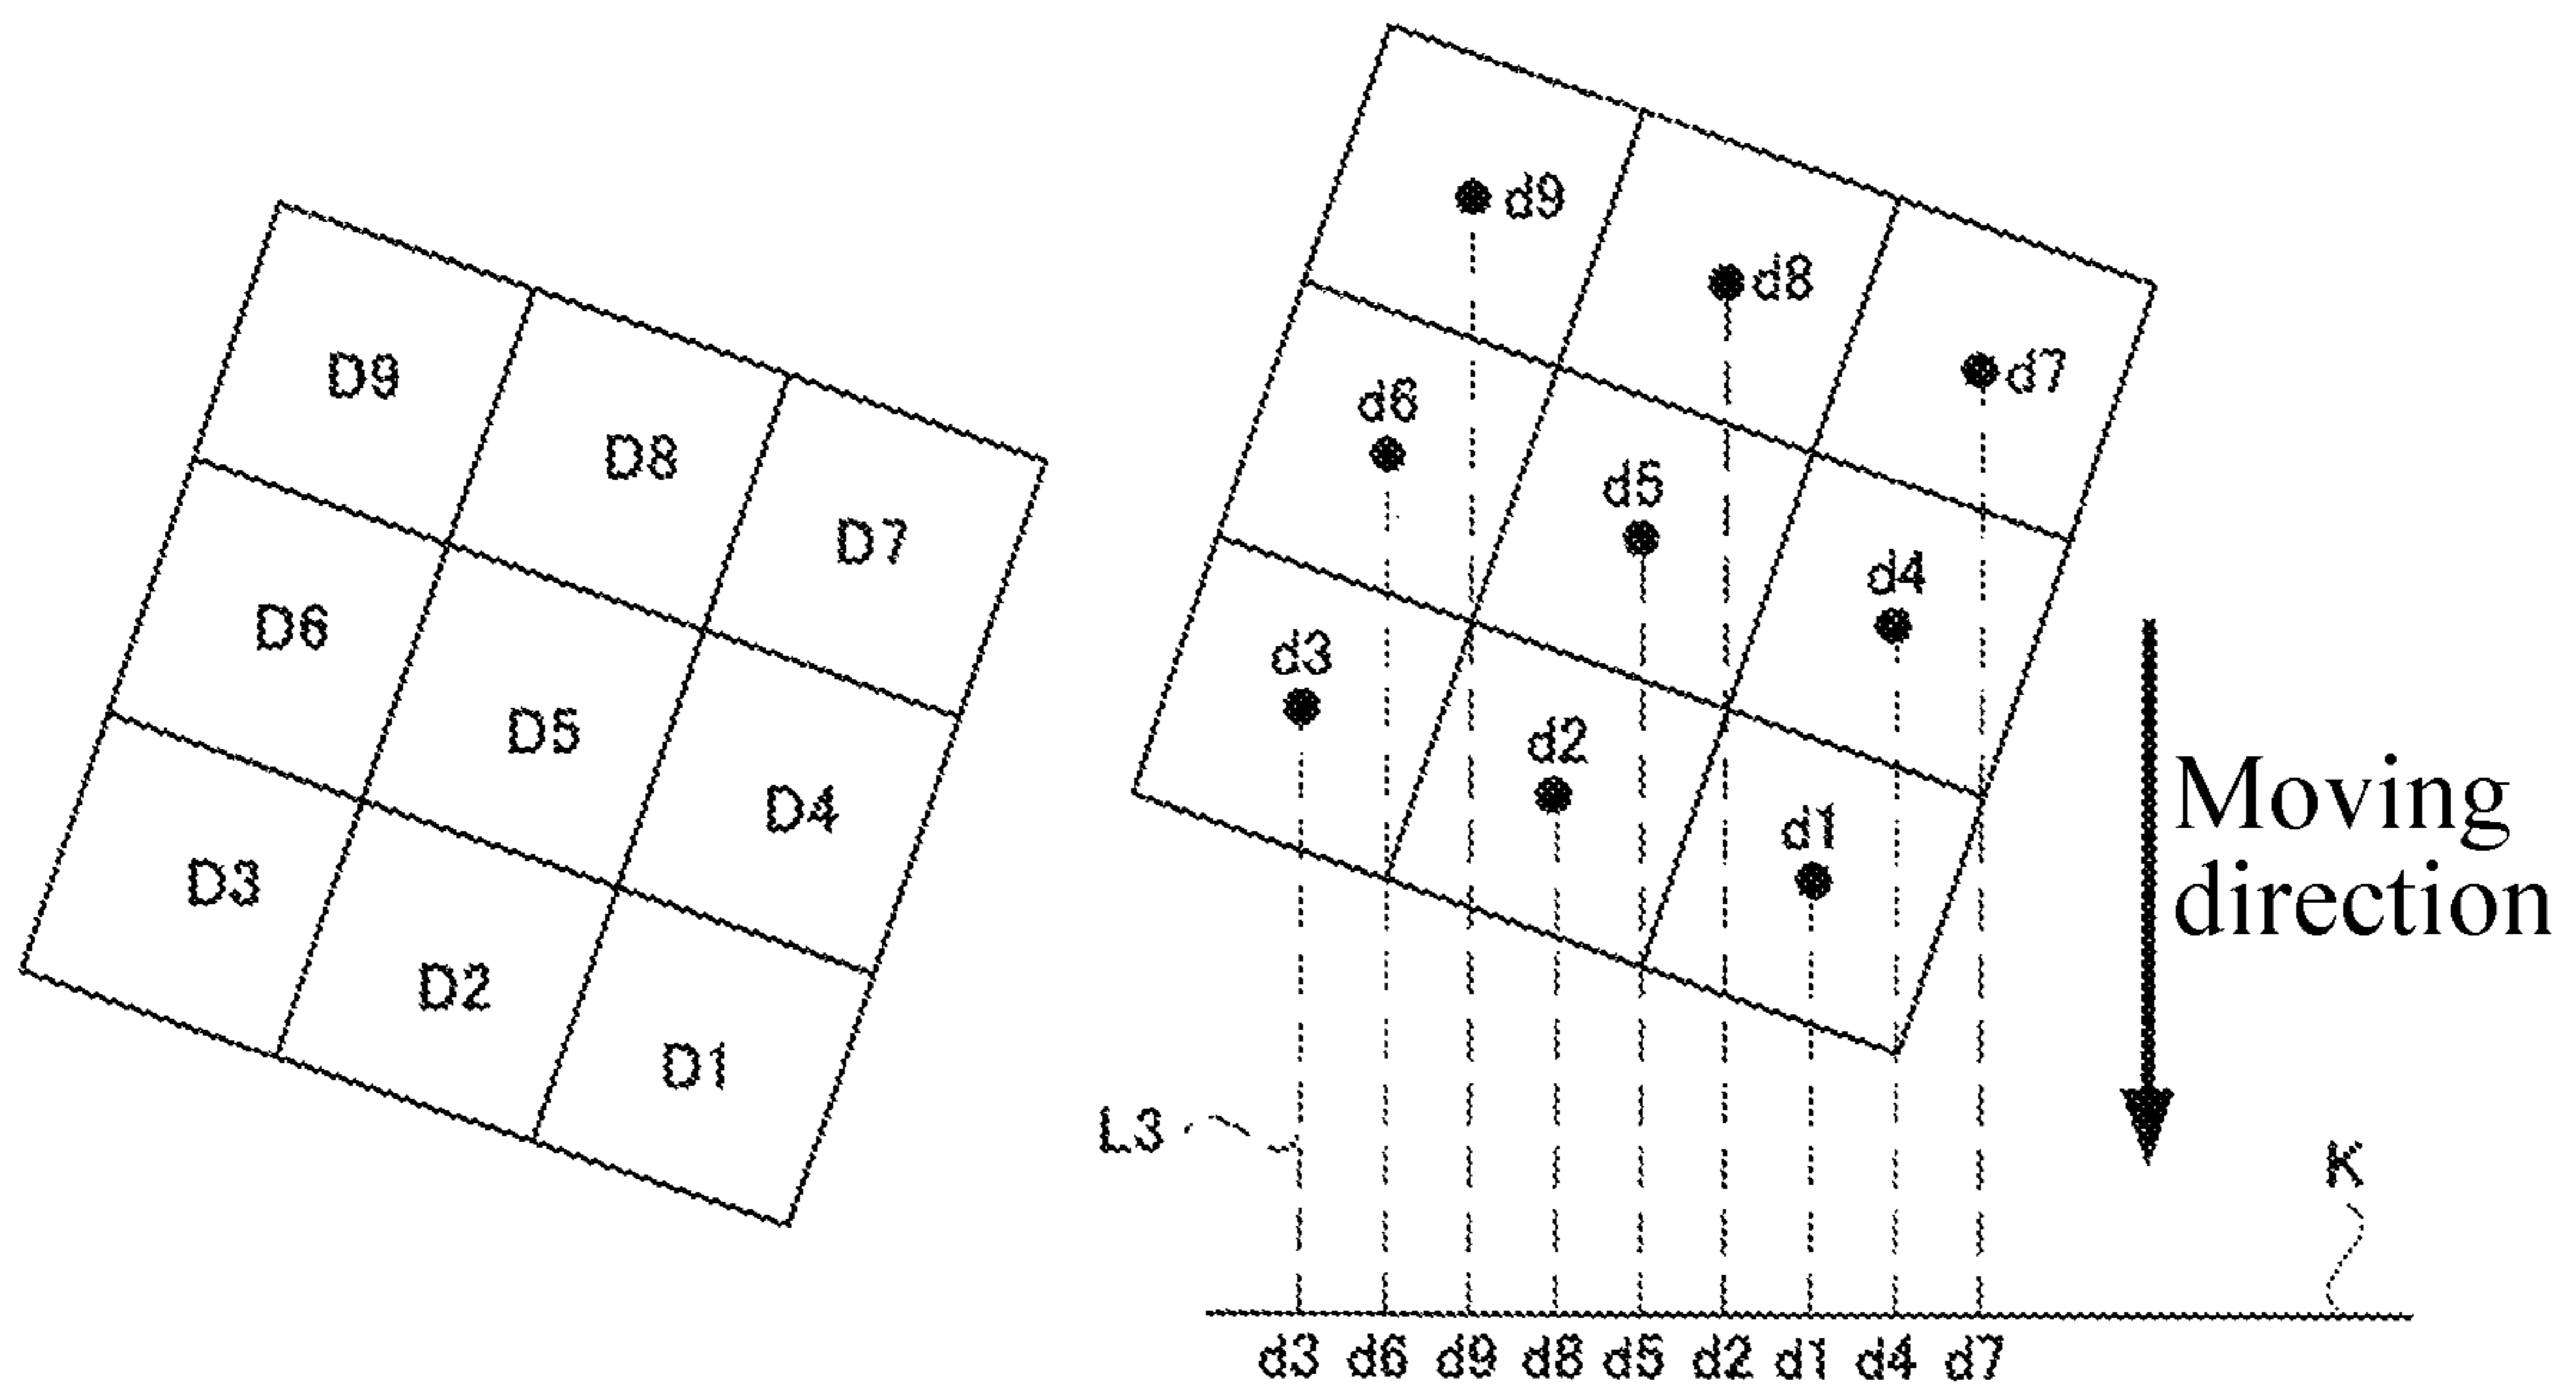 D9
D8
D7
D6
D5
D4
D3
D2
D1
d9
d8
d7
d6
d5
d4
d3
d2
d1
Moving
direction
L3
K
d3 d6 d9 d8 d5 d2 d1 d4 d7